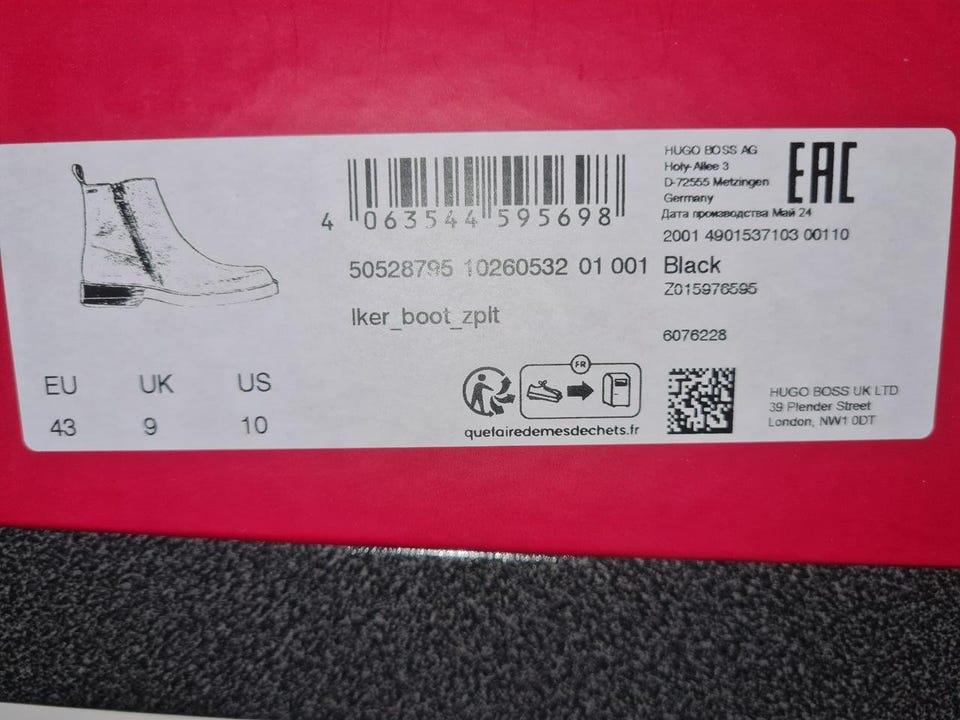 4 063544 595698
50528795 10260532 01 001 Black
Iker_boot_zplt
HUGO BOSS AG
Holy-Allee 3
D-72555 Metzingen
Germany
Дата производства Май 24
2001 4901537103 00110
Z015976595
6076228
EAC
EU UK US
43 9 10
FR
quefairedemesdechets.fr
HUGO BOSS UK LTD
39 Plender Street
London, NW1 0DT